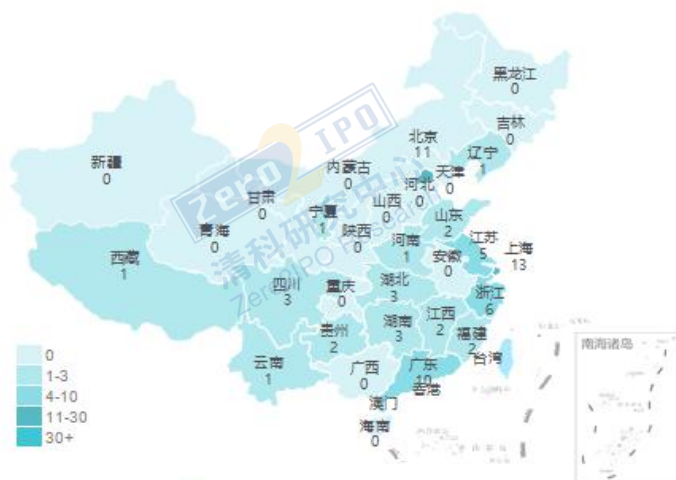 黑龙江
0
吉林
0
北京
11
辽宁
1
新疆
0
内蒙古
0
天津
0
河北
0
甘肃
0
山西
0
宁夏
1
山东
2
青海
0
陕西
0
河南
1
江苏
5
上海
13
安徽
0
西藏
1
四川
3
重庆
0
湖北
3
浙江
6
贵州
2
湖南
3
江西
2
福建
2
台湾
云南
1
广西
0
广东
10
香港
澳门
海南
0
南海诸岛
0
1-3
4-10
11-30
30+
Zero2IPO
清科研究中心
Zero2IPO Research